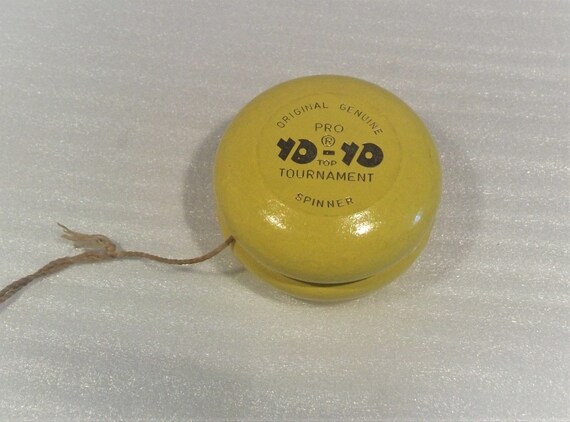 ORIGINAL GENUINE
PRO
®
YO-YO
TOP
TOURNAMENT
SPINNER